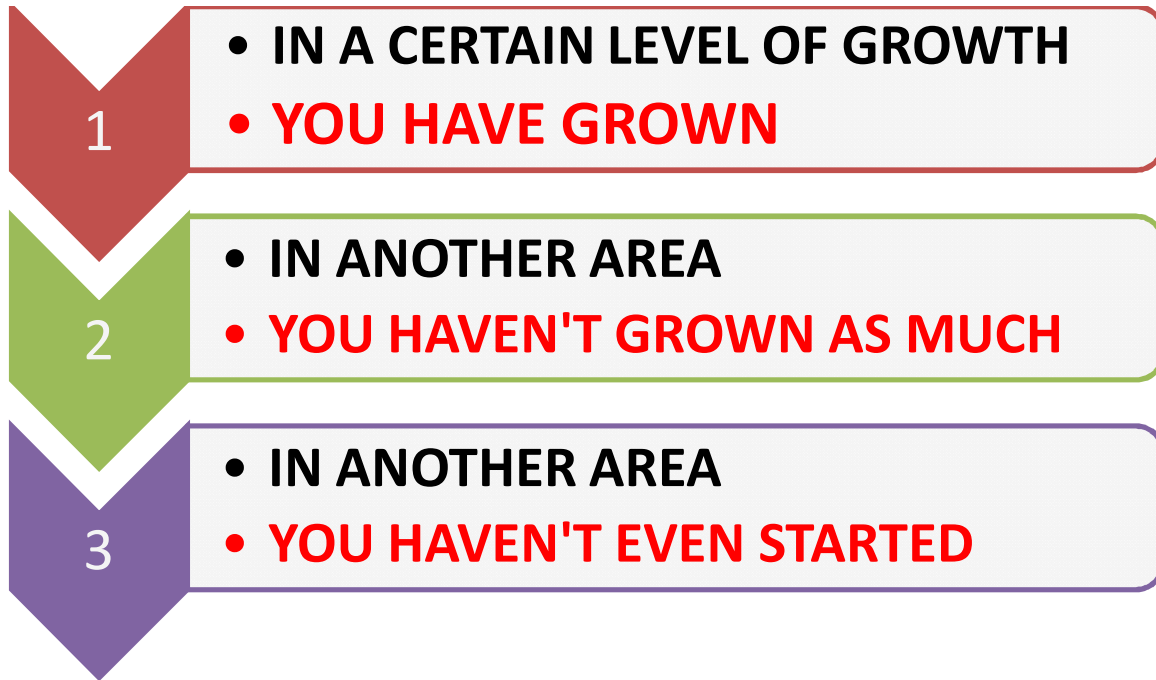 1
• IN A CERTAIN LEVEL OF GROWTH
• YOU HAVE GROWN
2
• IN ANOTHER AREA
• YOU HAVEN'T GROWN AS MUCH
3
• IN ANOTHER AREA
• YOU HAVEN'T EVEN STARTED